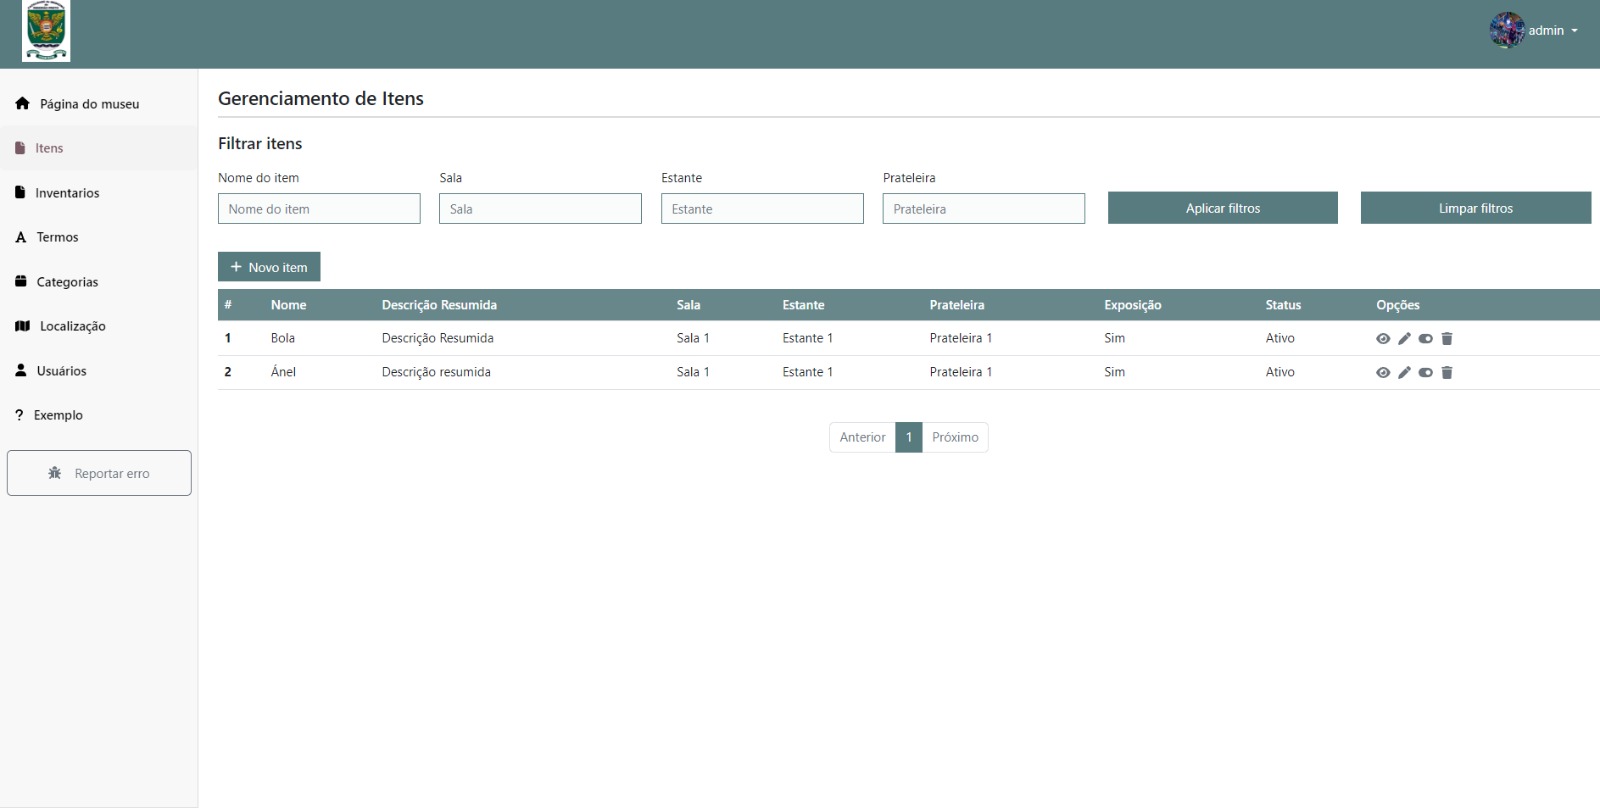 admin
Página do museu
Itens
Inventarios
Termos
Categorias
Localização
Usuários
? Exemplo
Reportar erro
Gerenciamento de Itens
Filtrar itens
Nome do item Sala Estante Prateleira
Nome do item Sala Estante Prateleira Aplicar filtros Limpar filtros
+ Novo item
# Nome Descrição Resumida Sala Estante Prateleira Exposição Status Opções
1 Bola Descrição Resumida Sala 1 Estante 1 Prateleira 1 Sim Ativo
2 Ánel Descrição resumida Sala 1 Estante 1 Prateleira 1 Sim Ativo
Anterior 1 Próximo